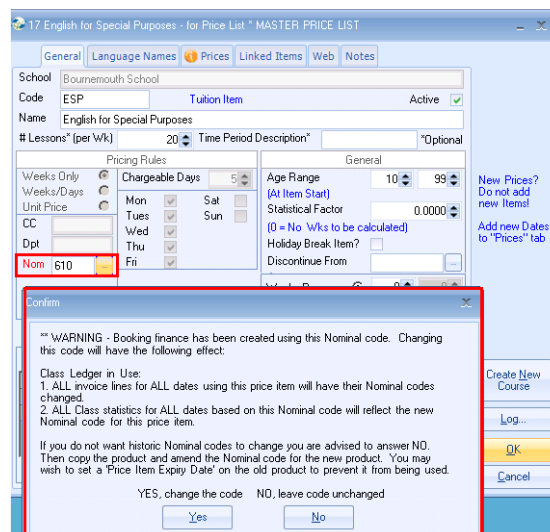 17 English for Special Purposes - for Price List " MASTER PRICE LIST
General Language Names Prices Linked Items Web Notes
School Bournemouth School
Code ESP Tuition Item Active
Name English for Special Purposes
# Lessons* (per Wk) 20 Time Period Description* *Optional
Pricing Rules
General
Weeks Only Chargeable Days 5
Weeks/Days
Unit Price
Mon Sat
Tues Sun
Wed
Thu
Fri
CC
Dpt
Nom 610
Age Range 10 99
(At Item Start)
Statistical Factor 0.0000
(0 = No Wks to be calculated)
Holiday Break Item?
Discontinue From
New Prices?
Do not add
new Items!
Add new Dates
to "Prices" tab
Confirm
** WARNING - Booking finance has been created using this Nominal code. Changing
this code will have the following effect:
Class Ledger in Use:
1. ALL invoice lines for ALL dates using this price item will have their Nominal codes
changed.
2. ALL Class statistics for ALL dates based on this Nominal code will reflect the new
Nominal code for this price item.
If you do not want historic Nominal codes to change you are advised to answer NO.
Then copy the product and amend the Nominal code for the new product. You may
wish to set a 'Price Item Expiry Date' on the old product to prevent it from being used.
YES, change the code NO, leave code unchanged
Yes No
Create New
Course
Log...
OK
Cancel